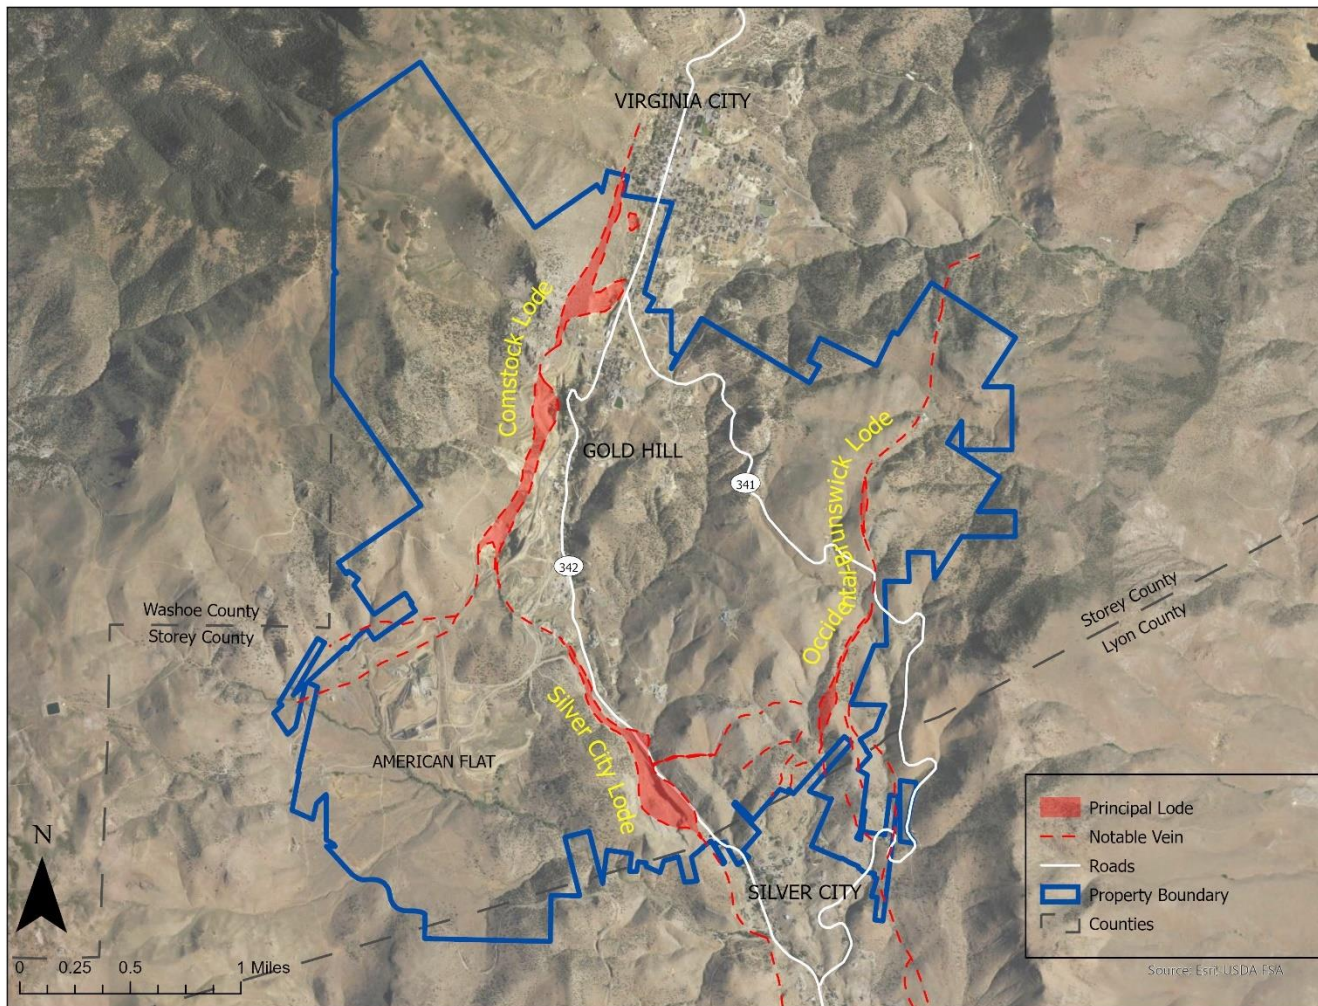 VIRGINIA CITY
Comstock Lode
GOLD HILL
341
Occidental-Brunswick Lode
342
Washoe County
Storey County
Storey County
Lyon County
Silver City Lode
AMERICAN FLAT
SILVER CITY
N
0 0.25 0.5 1 Miles
Principal Lode
Notable Vein
Roads
Property Boundary
Counties
Source: Esri, USDA FSA